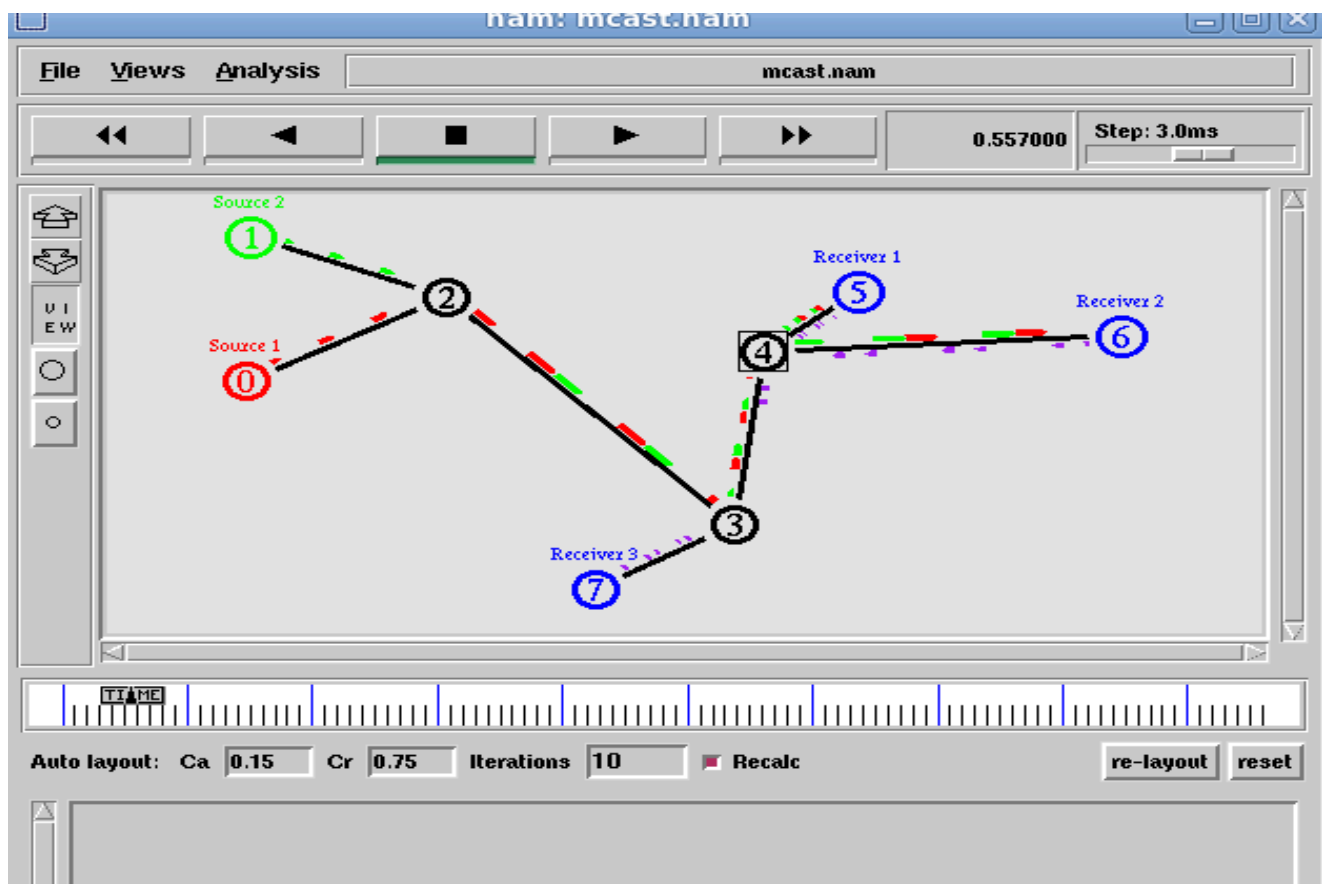 nam: mcast.nam
File Views Analysis mcast.nam
0.557000 Step: 3.0ms
V I
E W
Source 2
1
Receiver 1
5
2
Receiver 2
6
Source 1
4
0
3
Receiver 3
7
TIME
Auto layout: Ca 0.15 Cr 0.75 Iterations 10 Recalc re-layout reset